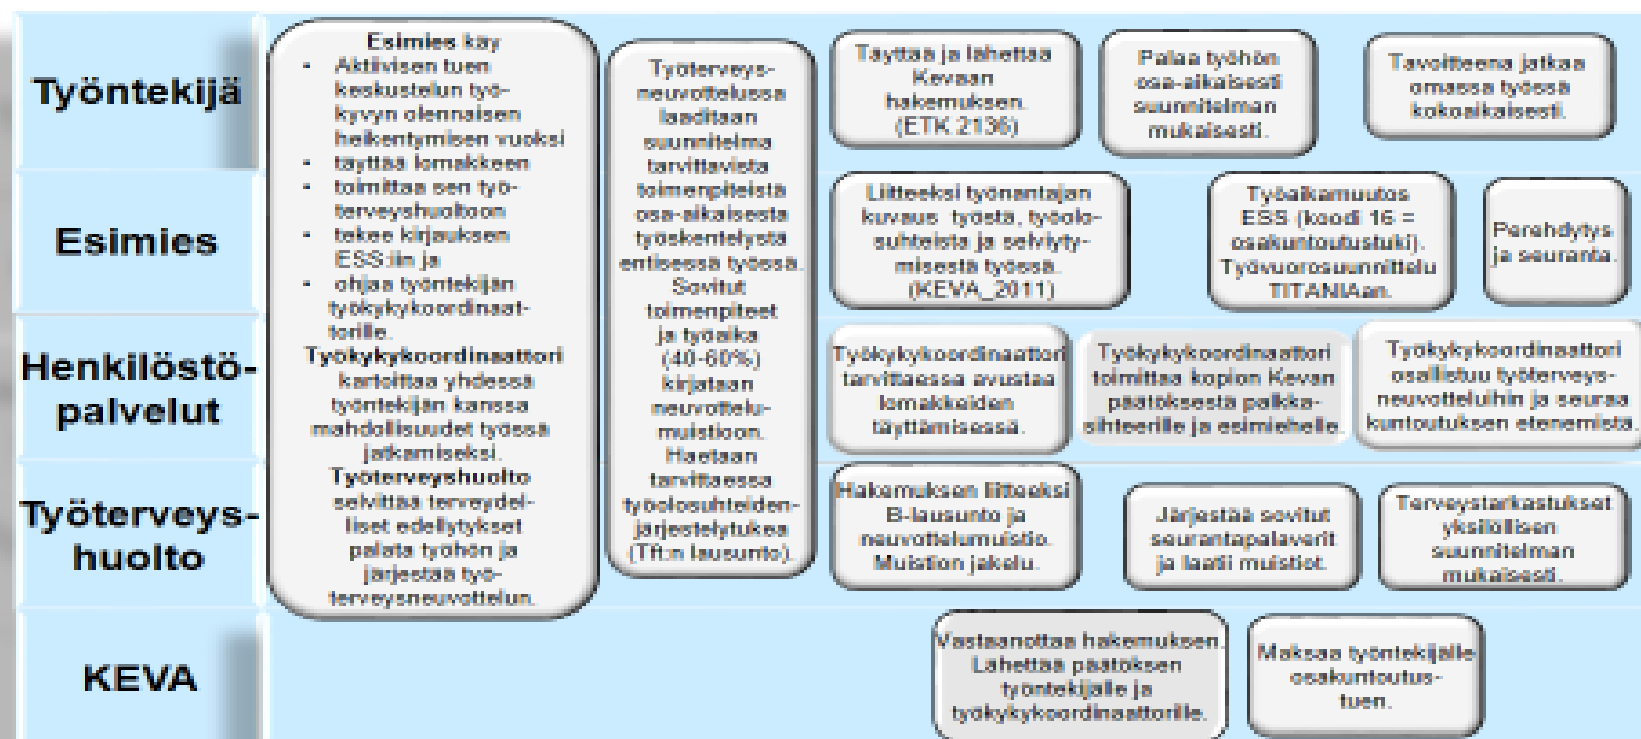 Työntekijä
Esimies käy
• Aktiivisen tuen
keskustelun työ-
kyvyn olennaisen
heikentymisen vuoksi
• täyttää lomakkeen
• toimittaa sen työ-
terveyshuoltoon
• tekee kirjauksen
ESS:iin ja
• ohjaa työntekijän
työkykykoordinaat-
torille.
Työkykykoordinaattori
kartoittaa yhdessä
työntekijän kanssa
mahdollisuudet työssä
jatkamiseksi.
Työterveyshuolto
selvittää terveydel-
liset edellytykset
palata työhön ja
järjestää työ-
terveysneuvottelun.
Työterveys-
neuvottelussa
laaditaan
suunnitelma
tarvittavista
toimenpiteistä
osa-aikaisesta
työskentelystä
entisessä työssä.
Sovitut
toimenpiteet
ja työaika
(40-60%)
kirjataan
neuvottelu-
muistioon.
Haetaan
tarvittaessa
työolosuhteiden-
järjestelytukea
(Tft:n lausunto).
Täyttää ja lähettää
Kevaan
hakemuksen.
(ETK 2136)
Palaa työhön
osa-aikaisesti
suunnitelman
mukaisesti.
Tavoitteena jatkaa
omassa työssä
kokoaikaisesti.
Esimies
Liitteeksi työnantajan
kuvaus työstä, työolo-
suhteista ja selviyty-
misestä työssä.
(KEVA_2011)
Työaikamuutos
ESS (koodi 16 =
osakuntoutustuki).
Työvuorosuunnittelu
TITANIAan.
Perehdytys
ja seuranta.
Henkilöstö-
palvelut
Työkykykoordinaattori
tarvittaessa avustaa
lomakkeiden
täyttämisessä.
Työkykykoordinaattori
toimittaa kopion Kevan
päätöksestä palkka-
sihteerille ja esimiehelle.
Työkykykoordinaattori
osallistuu työterveys-
neuvotteluihin ja seuraa
kuntoutuksen etenemistä.
Työterveys-
huolto
Hakemuksen liitteeksi
B-lausunto ja
neuvottelumuistio.
Muistion jakelu.
Järjestää sovitut
seurantapalaverit
ja laatii muistiot.
Terveystarkastukset
yksilöllisen
suunnitelman
mukaisesti.
KEVA
Vastaanottaa hakemuksen.
Lähettää päätöksen
työntekijälle ja
työkykykoordinaattorille.
Maksaa työntekijälle
osakuntoutus-
tuen.